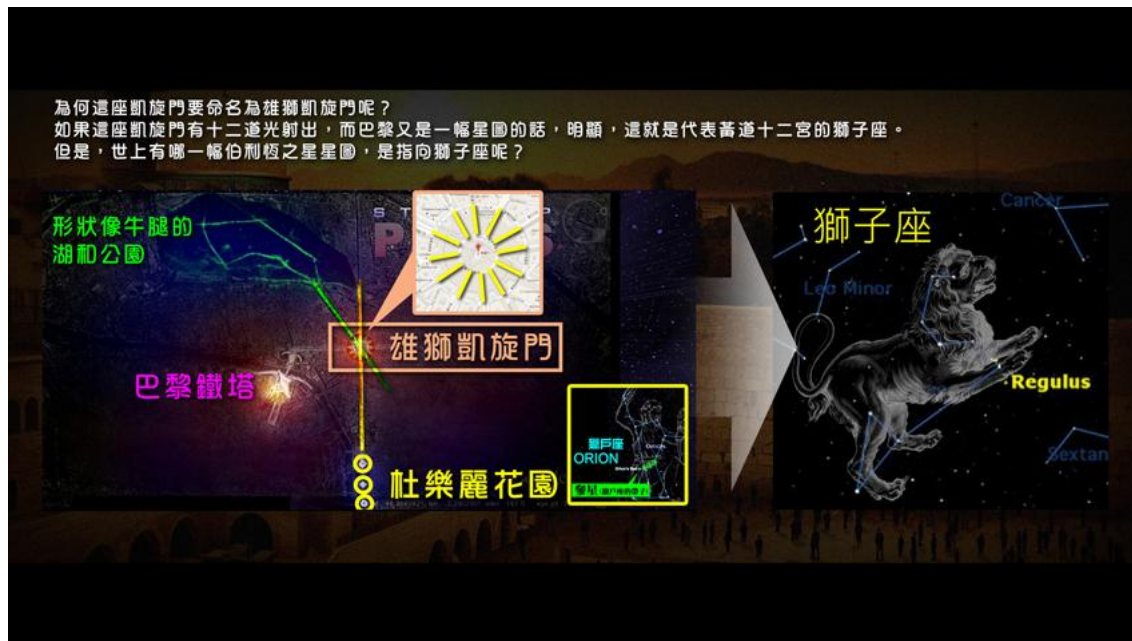 為何這座凱旋門要命名為雄獅凱旋門呢？
如果這座凱旋門有十二道光射出，而巴黎又是一幅星圖的話，明顯，這就是代表黃道十二宮的獅子座。
但是，世上有哪一幅伯利恆之星星圖，是指向獅子座呢？
形狀像牛腿的
湖和公園
雄獅凱旋門
巴黎鐵塔
杜樂麗花園
獵戶座
ORION
參星
獅子座
Cancer
Leo Minor
Regulus
Sextan